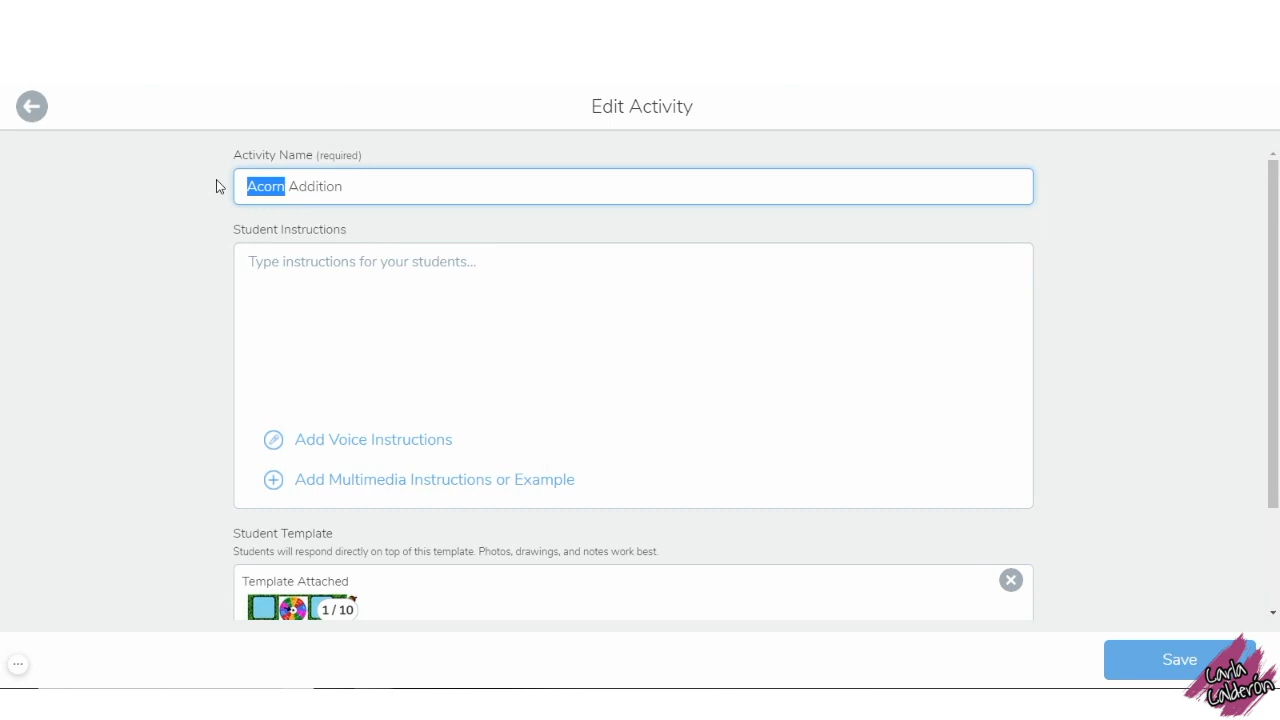 Edit Activity
Activity Name (required)
Acorn Addition
Student Instructions
Type instructions for your students...
Add Voice Instructions
Add Multimedia Instructions or Example
Student Template
Students will respond directly on top of this template. Photos, drawings, and notes work best.
Template Attached
1 / 10
Save
Carla
Calderón